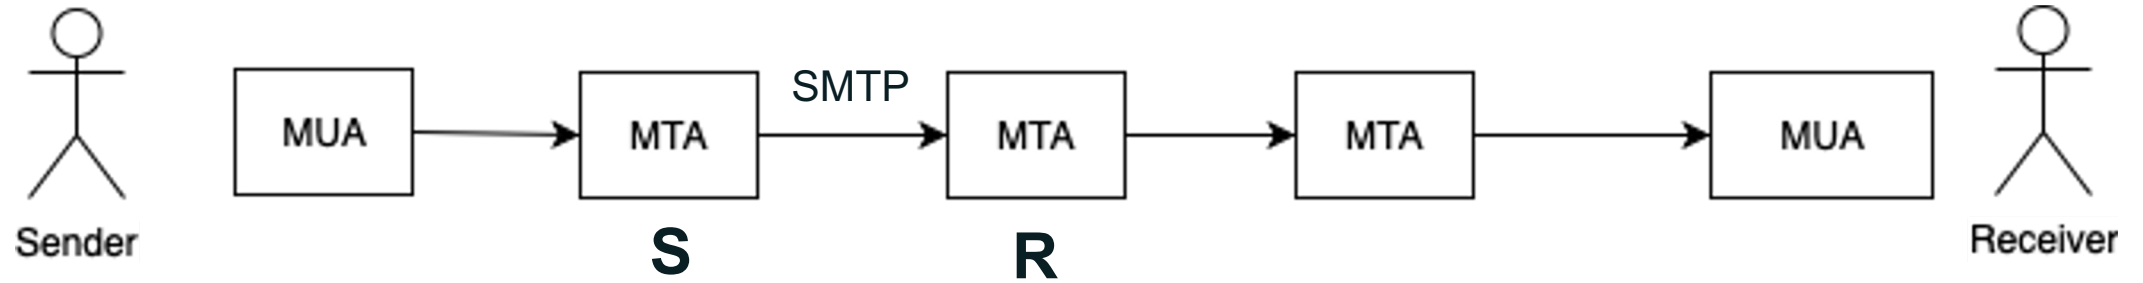 SMTP
MUA
MTA
MTA
MTA
MUA
S
R
Sender
Receiver